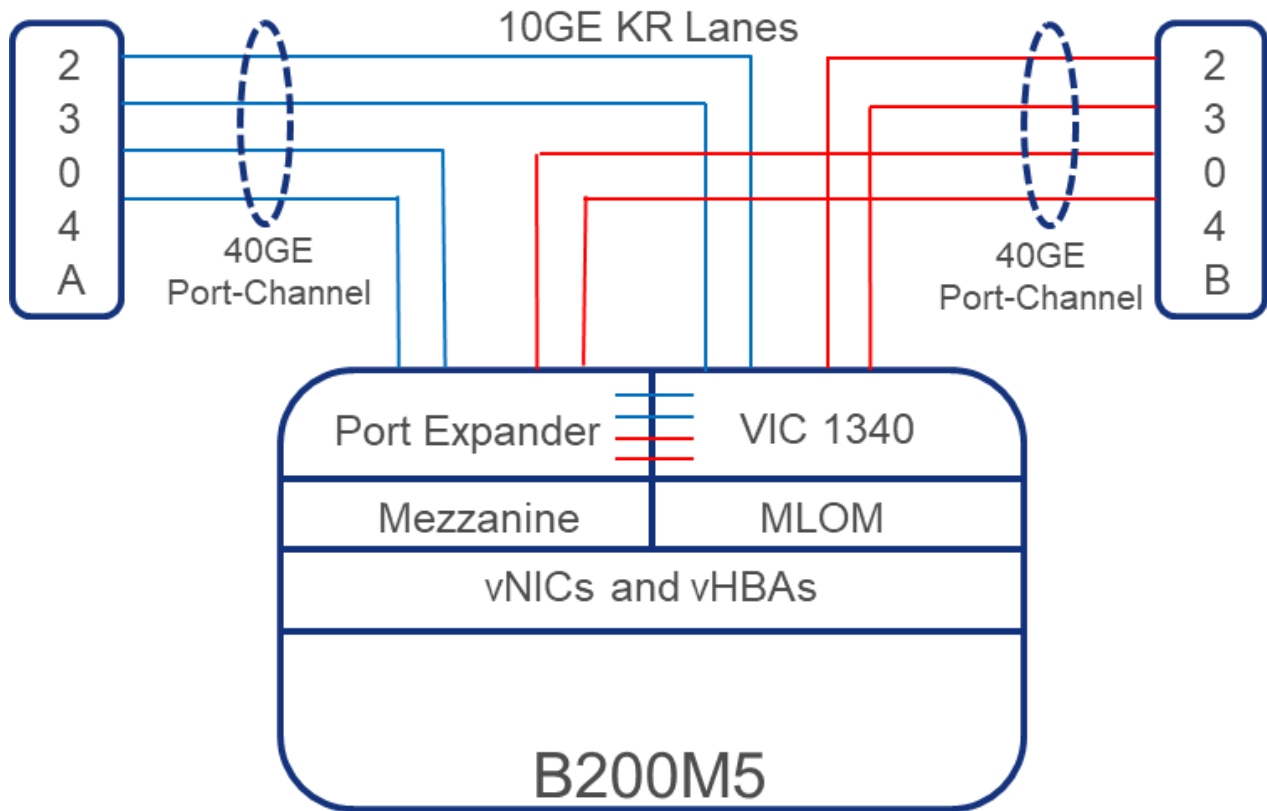 10GE KR Lanes
2
3
0
4
A
2
3
0
4
B
40GE
Port-Channel
40GE
Port-Channel
Port Expander
VIC 1340
Mezzanine
MLOM
vNICs and vHBAs
B200M5